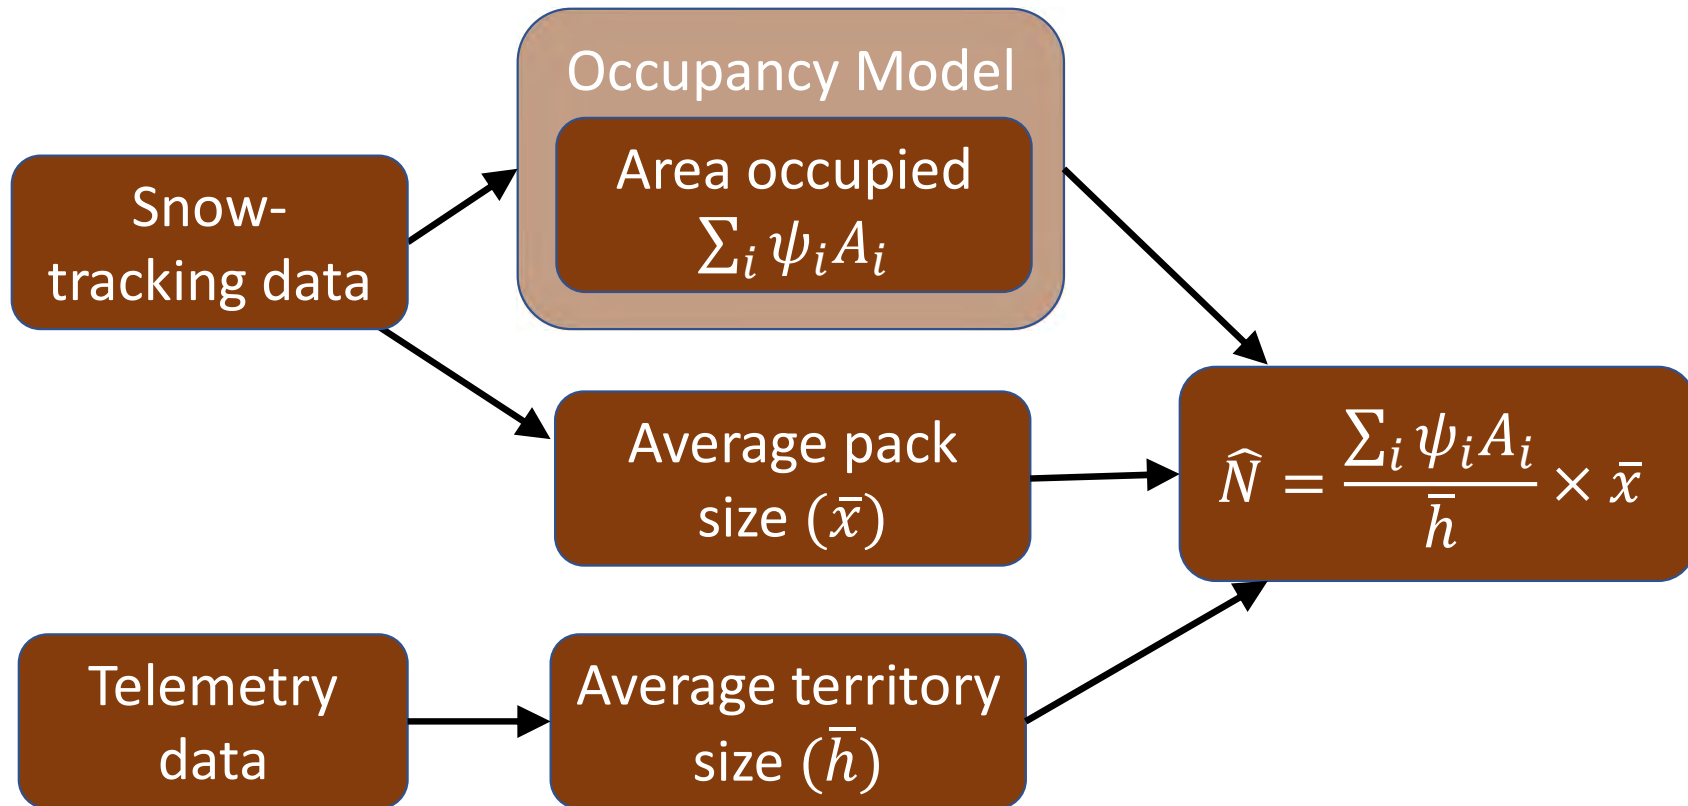 Occupancy Model
Area occupied
∑ᵢ ψᵢAᵢ
Snow-
tracking data
Average pack
size (x̄)
N̂ = ∑ᵢ ψᵢAᵢ / h̄ × x̄
Telemetry
data
Average territory
size (h̄)